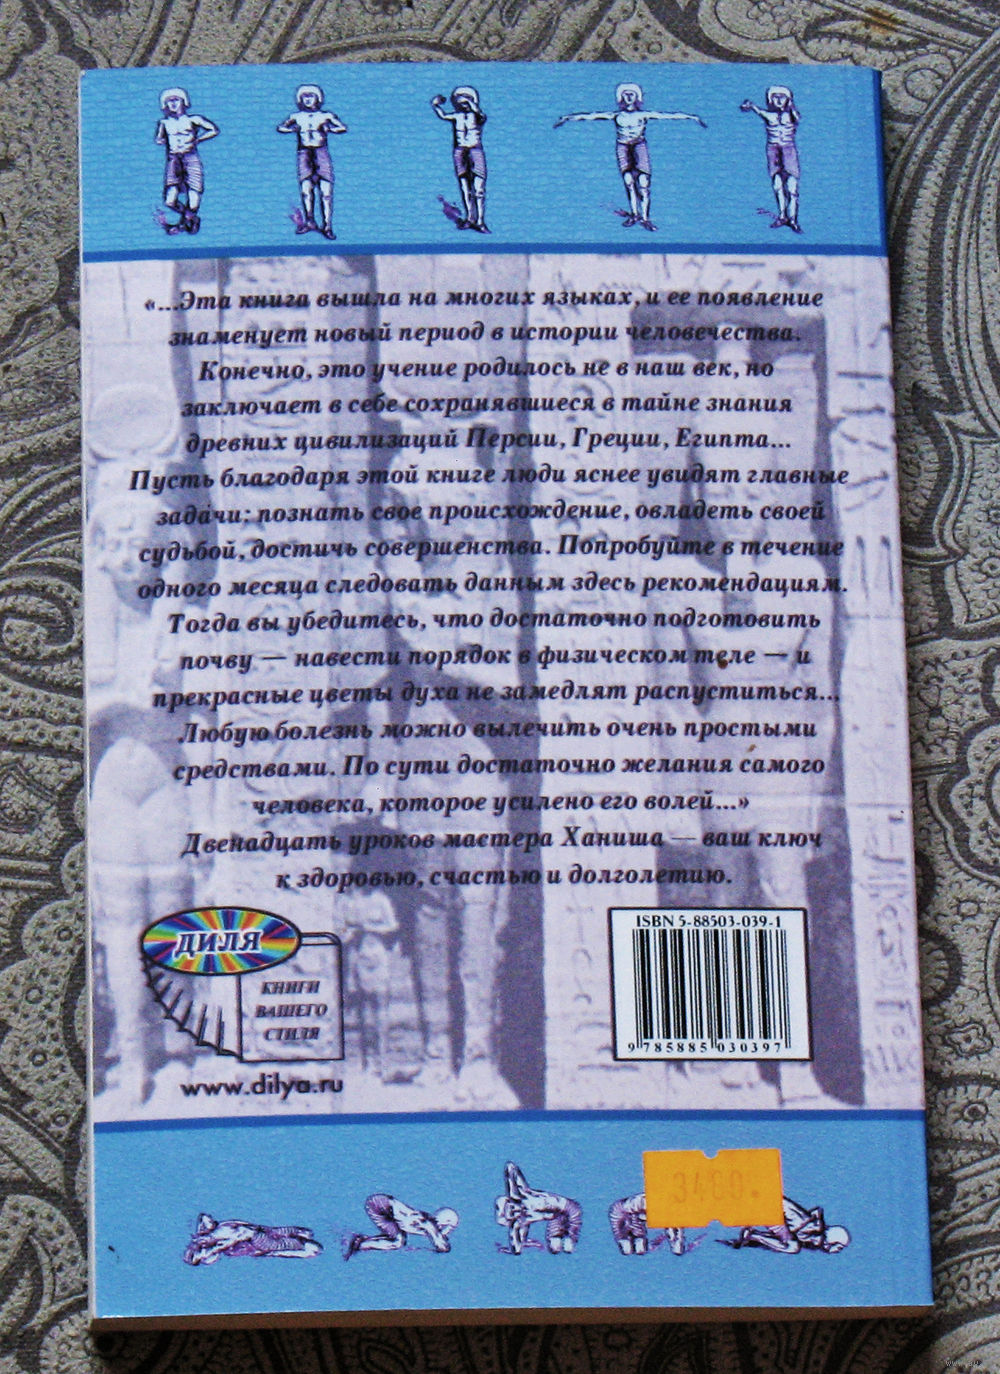 «...Эта книга вышла на многих языках, и ее появление
знаменует новый период в истории человечества.
Конечно, это учение родилось не в наш век, но
заключает в себе сохранявшиеся в тайне знания
древних цивилизаций Персии, Греции, Египта...
Пусть благодаря этой книге люди яснее увидят главные
задачи: познать свое происхождение, овладеть своей
судьбой, достичь совершенства. Попробуйте в течение
одного месяца следовать данным здесь рекомендациям.
Тогда вы убедитесь, что достаточно подготовить
почву — навести порядок в физическом теле — и
прекрасные цветы духа не замедлят распуститься...
Любую болезнь можно вылечить очень простыми
средствами. По сути достаточно желания самого
человека, которое усилено его волей...»
Двенадцать уроков мастера Ханиша — ваш ключ
к здоровью, счастью и долголетию.
ДИЛЯ
КНИГИ
ВАШЕГО
СТИЛЯ
www.dilya.ru
ISBN 5-88503-039-1
9 785885 030397